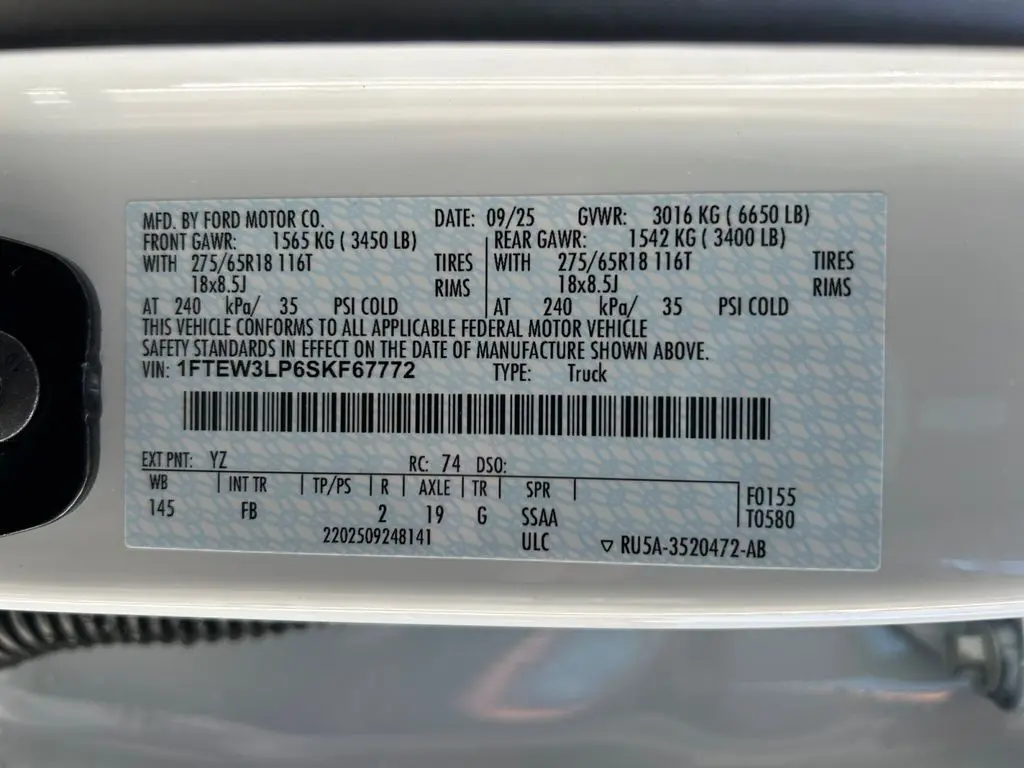 MFD. BY FORD MOTOR CO. DATE: 09/25 GVWR: 3016 KG ( 6650 LB)
FRONT GAWR: 1565 KG ( 3450 LB) REAR GAWR: 1542 KG ( 3400 LB)
WITH 275/65R18 116T TIRES WITH 275/65R18 116T TIRES
18x8.5J RIMS 18x8.5J RIMS
AT 240 kPa/ 35 PSI COLD AT 240 kPa/ 35 PSI COLD
THIS VEHICLE CONFORMS TO ALL APPLICABLE FEDERAL MOTOR VEHICLE
SAFETY STANDARDS IN EFFECT ON THE DATE OF MANUFACTURE SHOWN ABOVE.
VIN: 1FTEW3LP6SKF67772 TYPE: Truck
EXT PNT: YZ RC: 74 DSO:
WB INT TR TP/PS R AXLE TR SPR F0155
145 FB 2 19 G SSAA T0580
2202509248141 ULC ▽ RU5A-3520472-AB